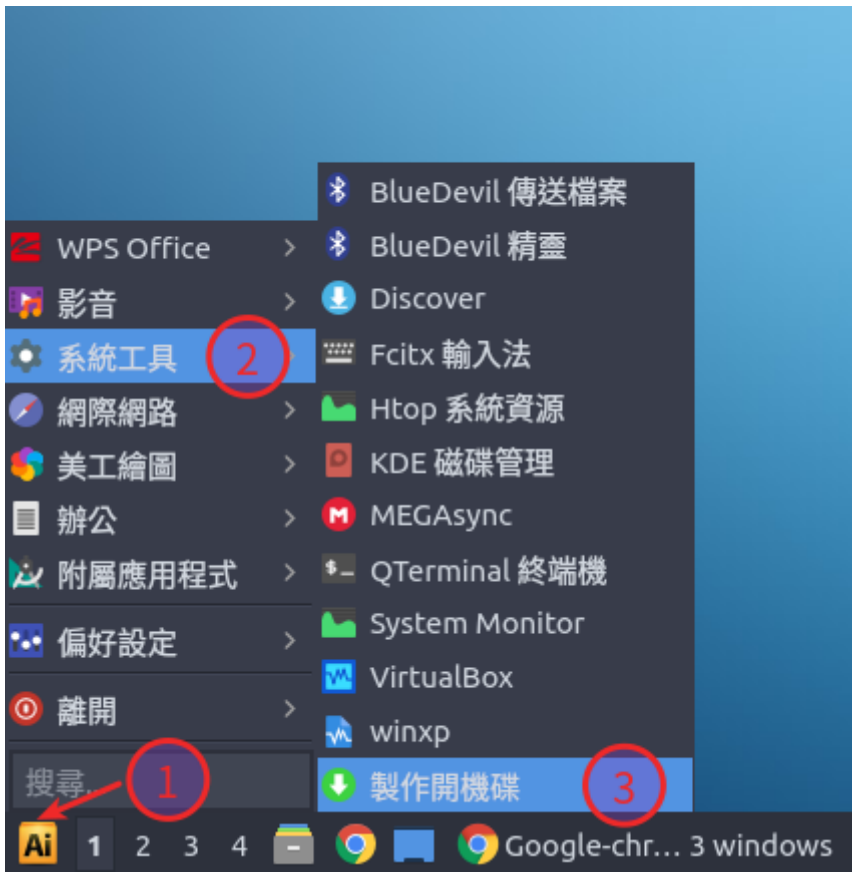 WPS Office
影音
系統工具
網際網路
美工繪圖
辦公
附屬應用程式
偏好設定
離開
搜尋..
BlueDevil 傳送檔案
BlueDevil 精靈
Discover
Fcitx 輸入法
Htop 系統資源
KDE 磁碟管理
MEGAsync
QTerminal 終端機
System Monitor
VirtualBox
winxp
製作開機碟
1
2
3
Ai 1 2 3 4 Google-chr... 3 windows